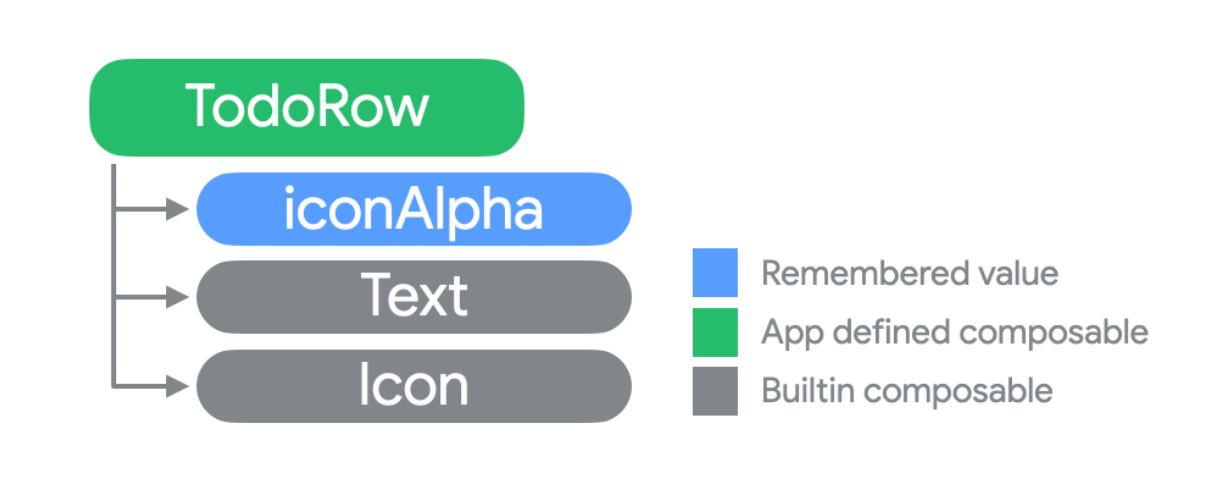 TodoRow
iconAlpha
Text
Icon
Remembered value
App defined composable
Builtin composable